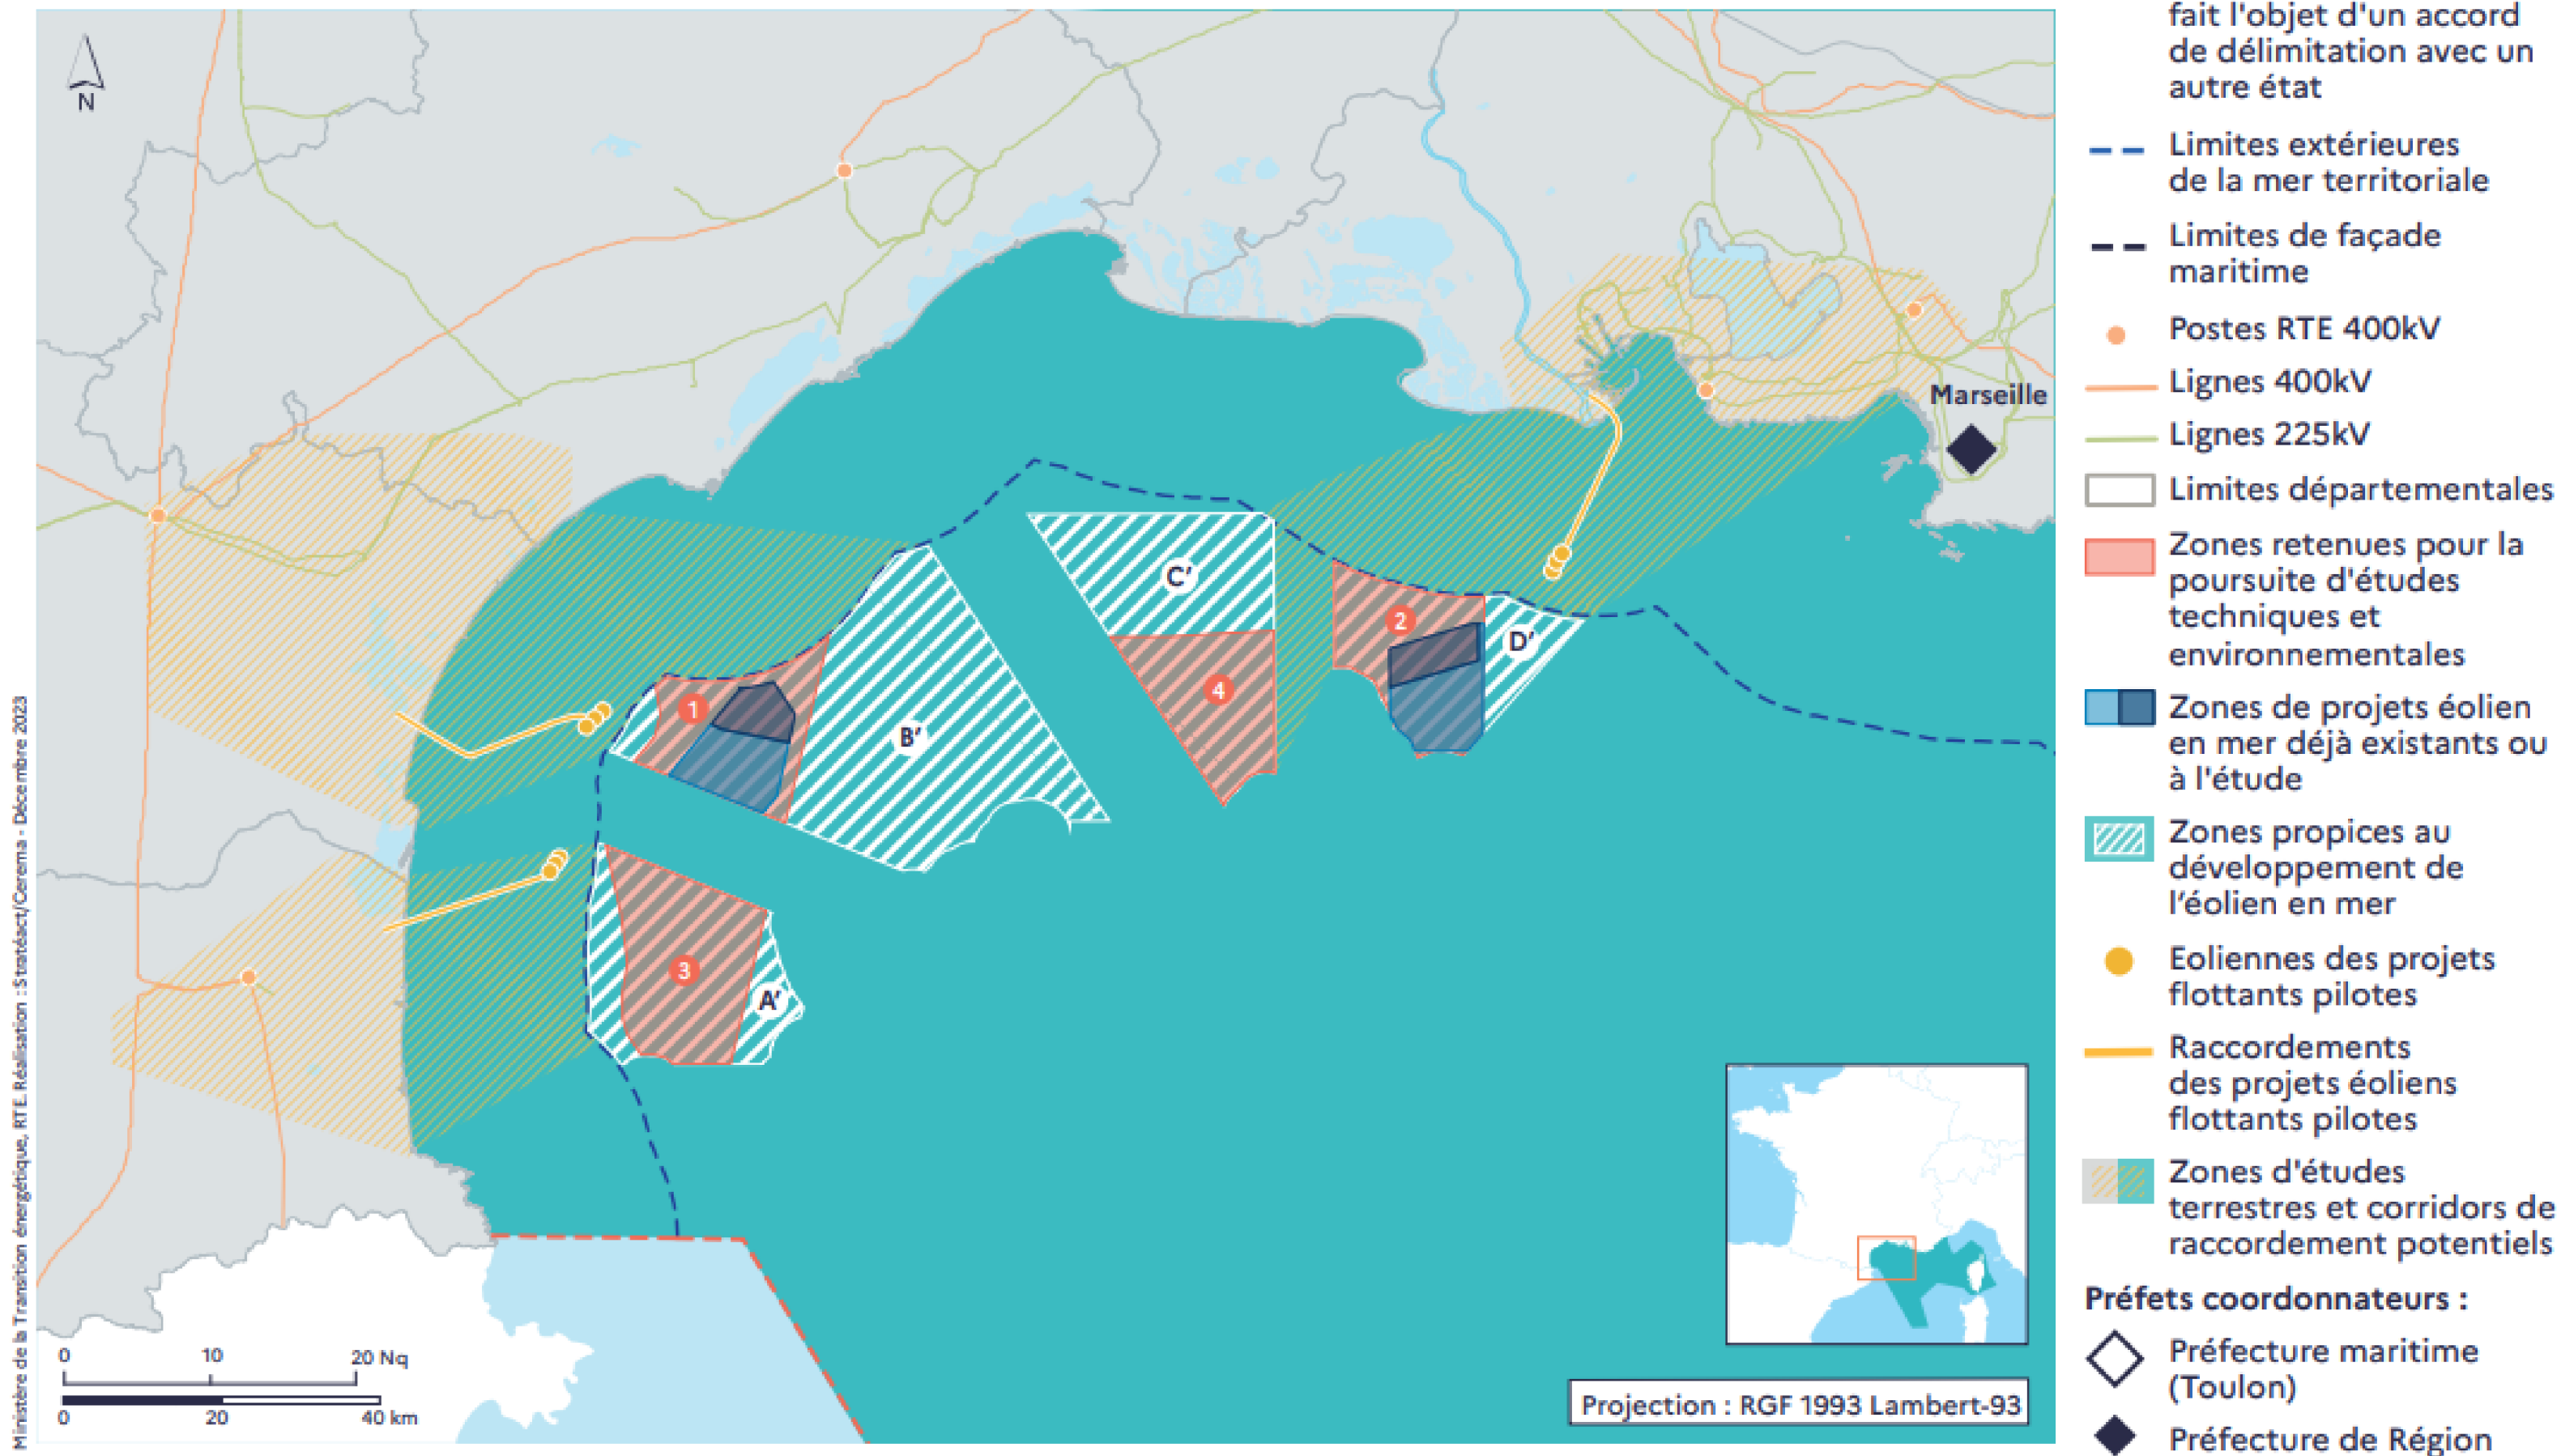 N
Marseille
C'
2
D'
1
4
B'
3
A'
0 10 20 Nq
0 20 40 km
Projection : RGF 1993 Lambert-93
Ministère de la Transition énergétique, RTE. Réalisation : Stratéact/Cerema - Décembre 2023
fait l'objet d'un accord
de délimitation avec un
autre état
Limites extérieures
de la mer territoriale
Limites de façade
maritime
Postes RTE 400kV
Lignes 400kV
Lignes 225kV
Limites départementales
Zones retenues pour la
poursuite d'études
techniques et
environnementales
Zones de projets éolien
en mer déjà existants ou
à l'étude
Zones propices au
développement de
l'éolien en mer
Eoliennes des projets
flottants pilotes
Raccordements
des projets éoliens
flottants pilotes
Zones d'études
terrestres et corridors de
raccordement potentiels
Préfets coordonnateurs :
Préfecture maritime
(Toulon)
Préfecture de Région